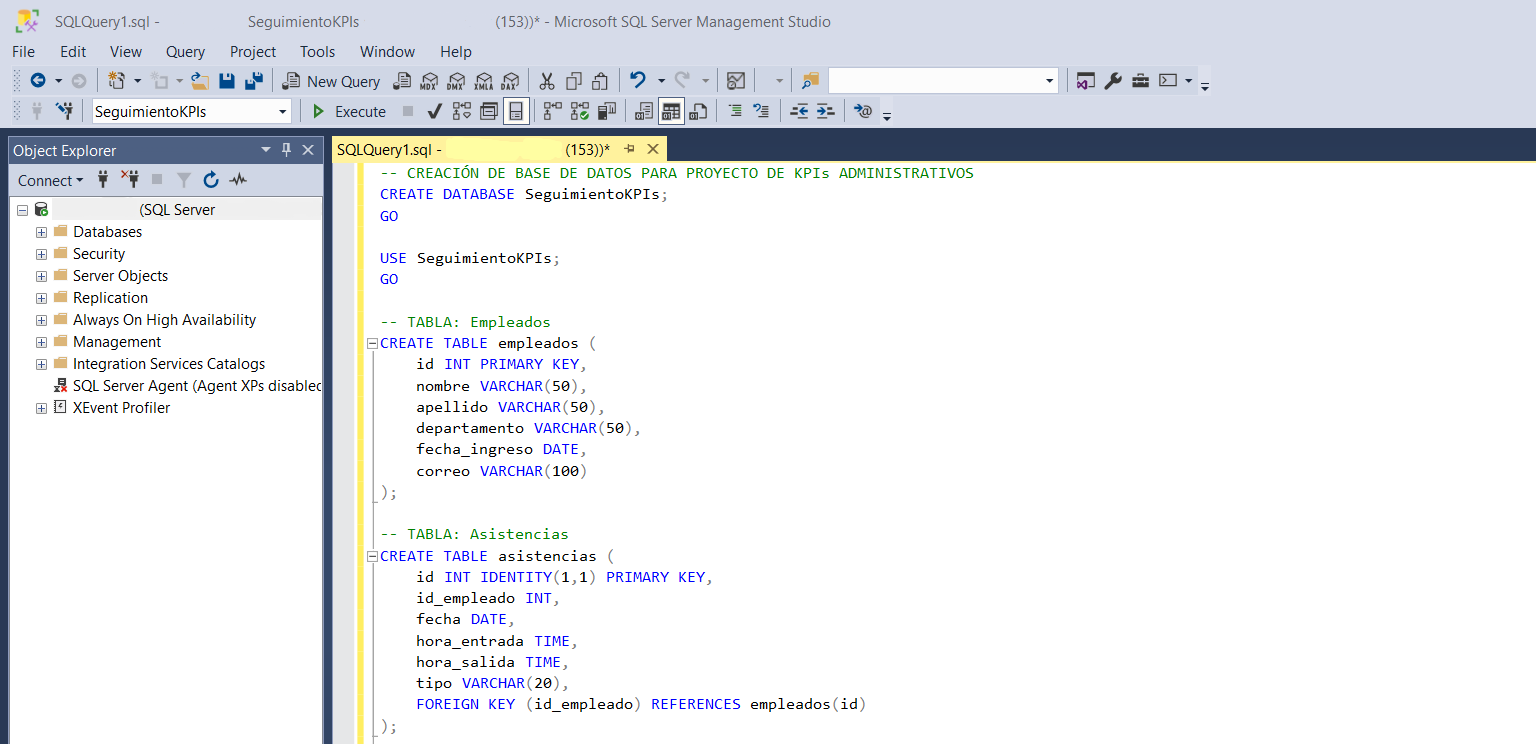 SQLQuery1.sql - SeguimientoKPIs (153))* - Microsoft SQL Server Management Studio
File Edit View Query Project Tools Window Help
New Query MDX DMX XMLA DAX
SeguimientoKPIs Execute
Object Explorer
Connect
(SQL Server
Databases
Security
Server Objects
Replication
Always On High Availability
Management
Integration Services Catalogs
SQL Server Agent (Agent XPs disabled
XEvent Profiler
SQLQuery1.sql - (153))*
-- CREACIÓN DE BASE DE DATOS PARA PROYECTO DE KPIs ADMINISTRATIVOS
CREATE DATABASE SeguimientoKPIs;
GO
USE SeguimientoKPIs;
GO
-- TABLA: Empleados
CREATE TABLE empleados (
id INT PRIMARY KEY,
nombre VARCHAR(50),
apellido VARCHAR(50),
departamento VARCHAR(50),
fecha_ingreso DATE,
correo VARCHAR(100)
);
-- TABLA: Asistencias
CREATE TABLE asistencias (
id INT IDENTITY(1,1) PRIMARY KEY,
id_empleado INT,
fecha DATE,
hora_entrada TIME,
hora_salida TIME,
tipo VARCHAR(20),
FOREIGN KEY (id_empleado) REFERENCES empleados(id)
);